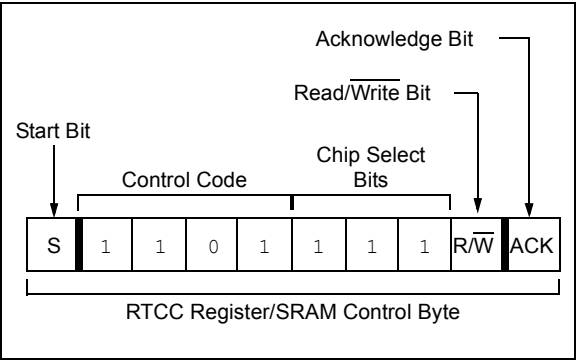 Acknowledge Bit
Read/Write Bit
Start Bit
Chip Select
Control Code Bits
S 1 1 0 1 1 1 1 R/W ACK
RTCC Register/SRAM Control Byte